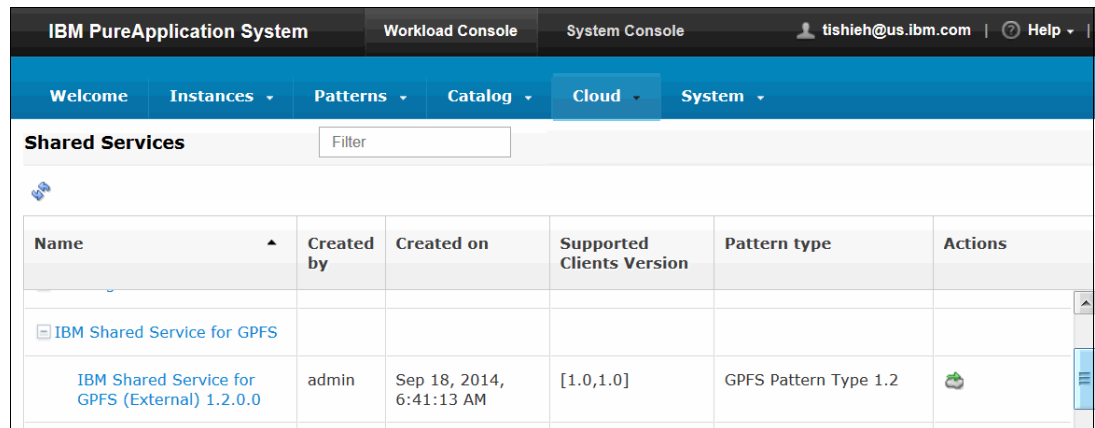 IBM PureApplication System Workload Console System Console tishieh@us.ibm.com | ? Help |
Welcome Instances Patterns Catalog Cloud System
Shared Services Filter
Name Created by Created on Supported Clients Version Pattern type Actions
IBM Shared Service for GPFS
IBM Shared Service for GPFS (External) 1.2.0.0 admin Sep 18, 2014, 6:41:13 AM [1.0,1.0] GPFS Pattern Type 1.2